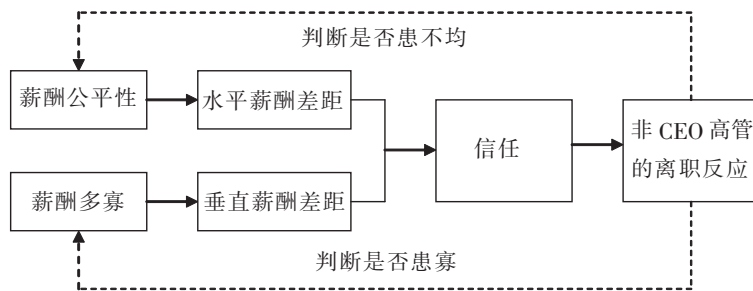 判断是否患不均
薪酬公平性
水平薪酬差距
信任
非 CEO 高管
的离职反应
薪酬多寡
垂直薪酬差距
判断是否患寡